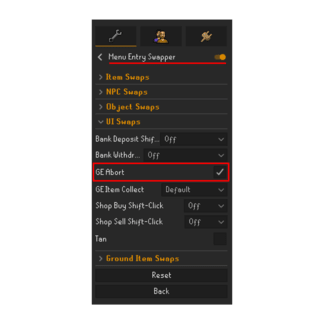 < Menu Entry Swapper
> Item Swaps
> NPC Swaps
> Object Swaps
UI Swaps
Bank Deposit Shif... Off
Bank Withdr... Off
GE Abort
GE Item Collect Default
Shop Buy Shift-Click Off
Shop Sell Shift-Click Off
Tan
> Ground Item Swaps
Reset
Back